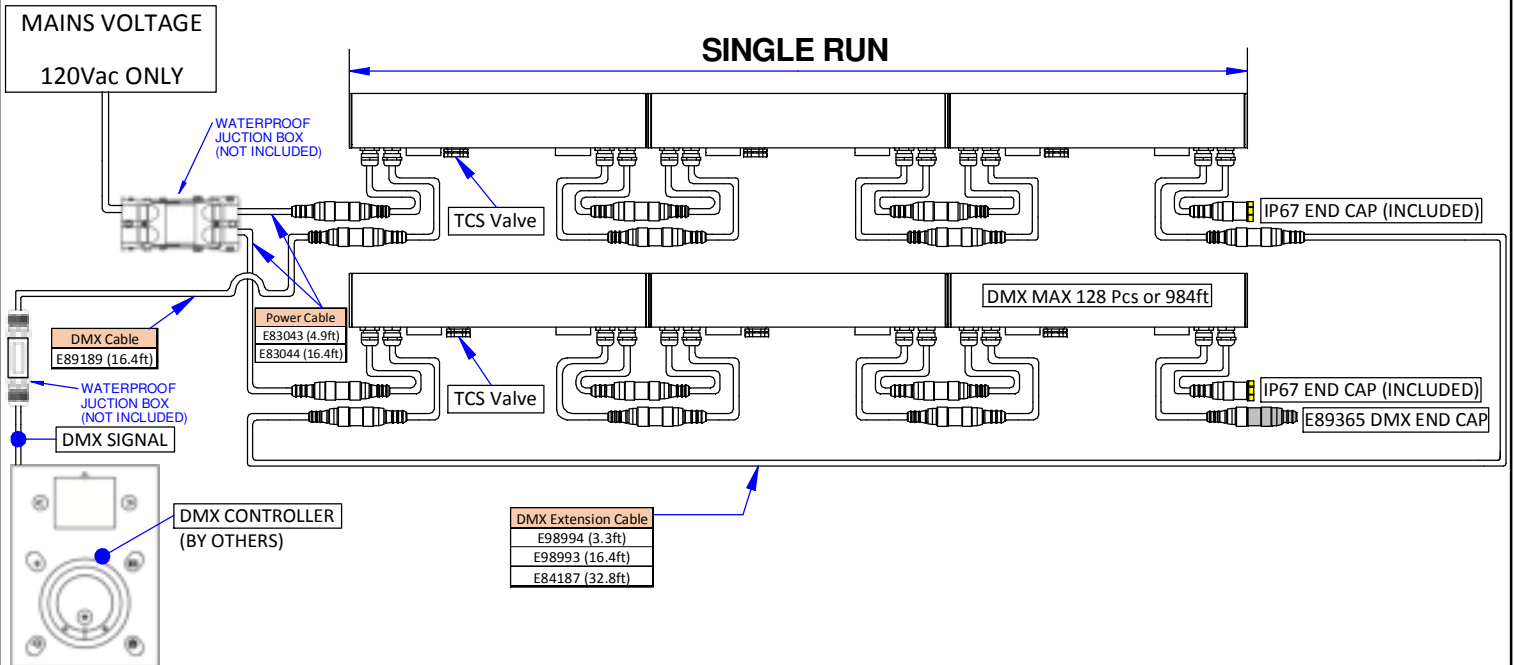 MAINS VOLTAGE
120Vac ONLY
SINGLE RUN
WATERPROOF
JUCTION BOX
(NOT INCLUDED)
TCS Valve
IP67 END CAP (INCLUDED)
DMX MAX 128 Pcs or 984ft
Power Cable
E83043 (4.9ft)
E83044 (16.4ft)
DMX Cable
E89189 (16.4ft)
WATERPROOF
JUCTION BOX
(NOT INCLUDED)
TCS Valve
IP67 END CAP (INCLUDED)
E89365 DMX END CAP
DMX SIGNAL
DMX CONTROLLER
(BY OTHERS)
DMX Extension Cable
E98994 (3.3ft)
E98993 (16.4ft)
E84187 (32.8ft)